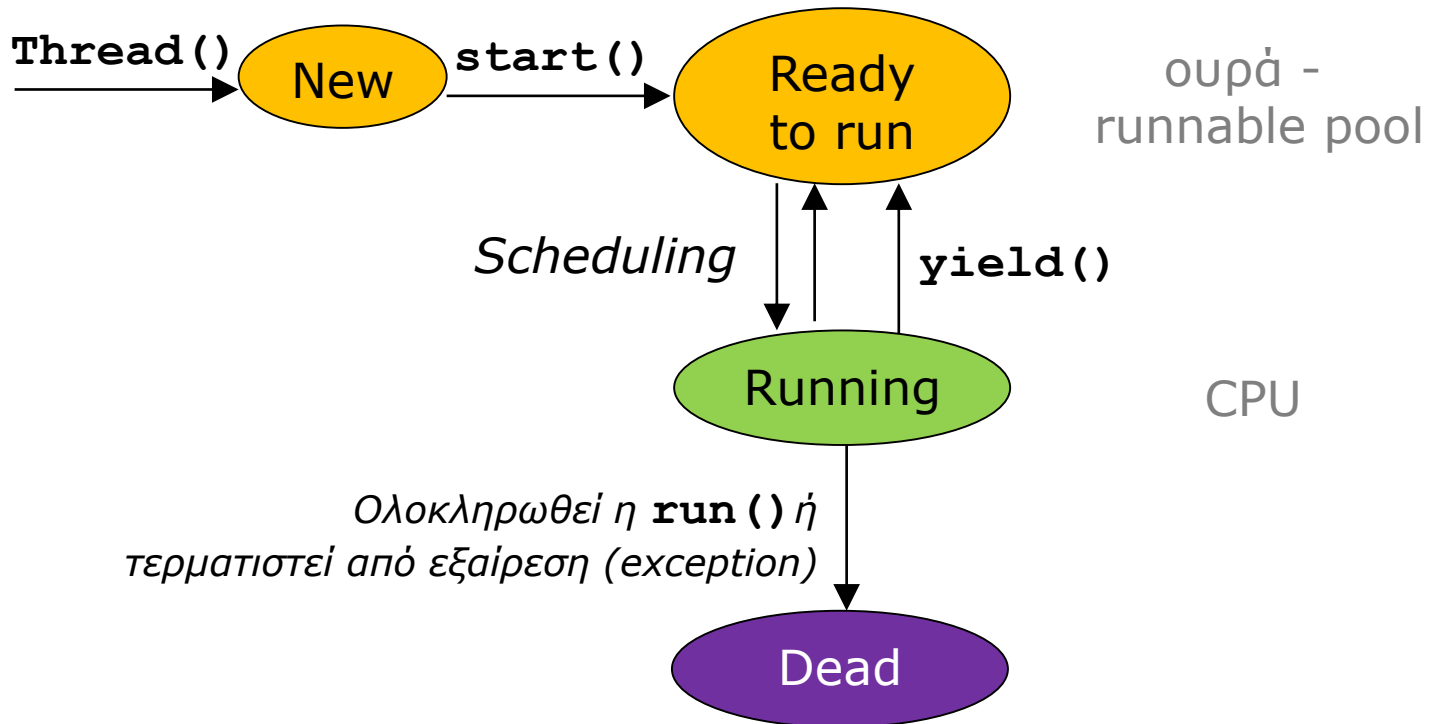 Thread()
New
start()
Ready
to run
ουρά -
runnable pool
Scheduling
yield()
Running
CPU
Ολοκληρωθεί η run() ή
τερματιστεί από εξαίρεση (exception)
Dead